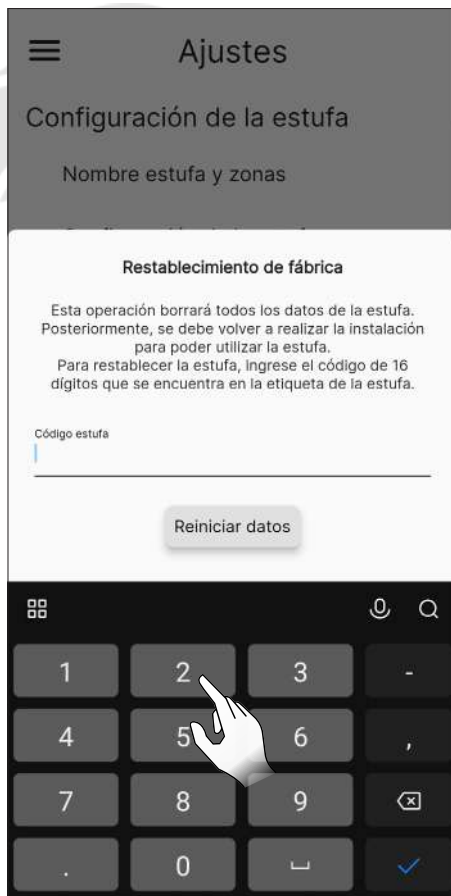 Ajustes
Configuración de la estufa
Nombre estufa y zonas
Restablecimiento de fábrica
Esta operación borrará todos los datos de la estufa.
Posteriormente, se debe volver a realizar la instalación
para poder utilizar la estufa.
Para restablecer la estufa, ingrese el código de 16
dígitos que se encuentra en la etiqueta de la estufa.
Código estufa
Reiniciar datos
1 2 3 -
4 5 6 ,
7 8 9
. 0